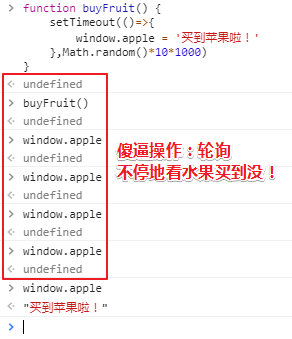 > function buyFruit() {
setTimeout(()=>{
window.apple = '买到苹果啦！'
},Math.random()*10*1000)
}
undefined
> buyFruit()
undefined
> window.apple
undefined
> window.apple
undefined
> window.apple
undefined
> window.apple
undefined
傻逼操作：轮询
不停地看水果买到没！
> window.apple
"买到苹果啦！"
>